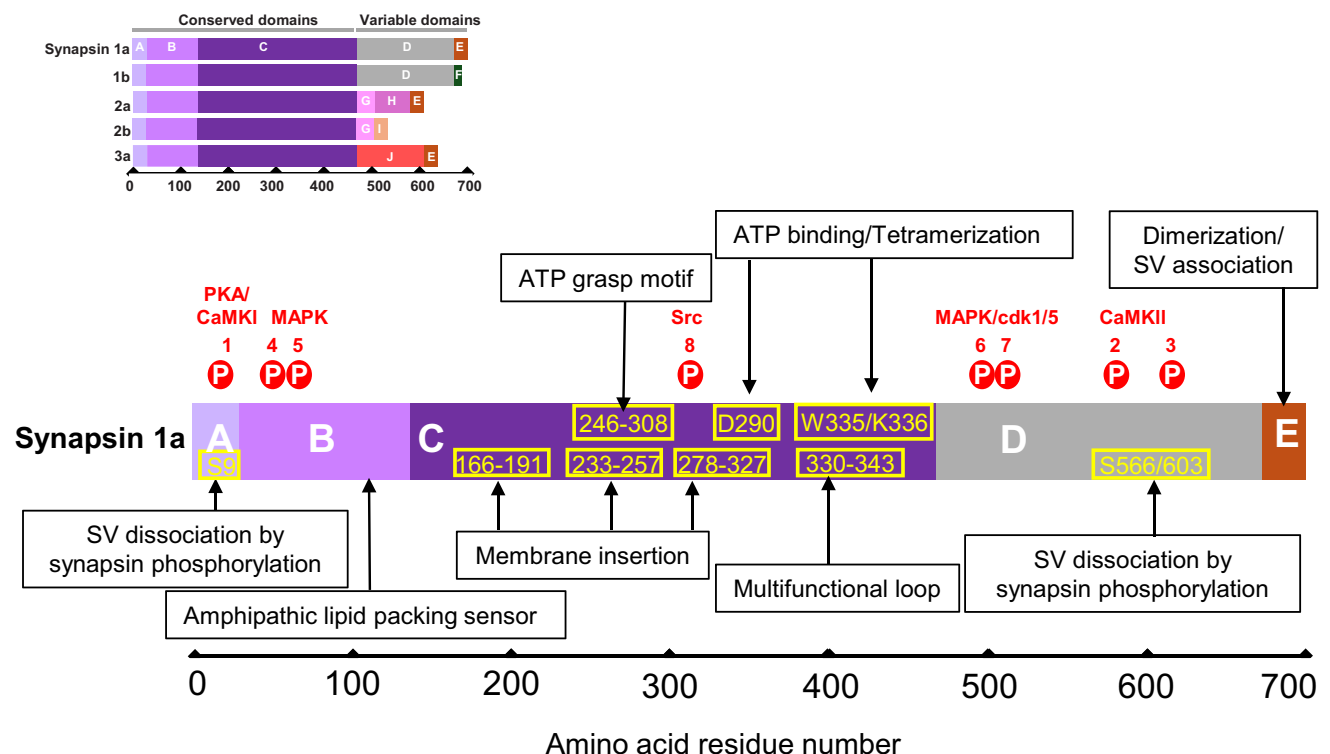 Conserved domains Variable domains
Synapsin 1a A B C D E
1b D F
2a G H E
2b G I
3a J E
0 100 200 300 400 500 600 700
ATP binding/Tetramerization
Dimerization/
SV association
ATP grasp motif
PKA/
CaMKI MAPK Src MAPK/cdk1/5 CaMKII
1 4 5 8 6 7 2 3
P P P P P P P P
246-308 D290 W335/K336
Synapsin 1a A B C D E
S9 166-191 233-257 278-327 330-343 S566/603
SV dissociation by
synapsin phosphorylation
Membrane insertion
SV dissociation by
synapsin phosphorylation
Multifunctional loop
Amphipathic lipid packing sensor
0 100 200 300 400 500 600 700
Amino acid residue number